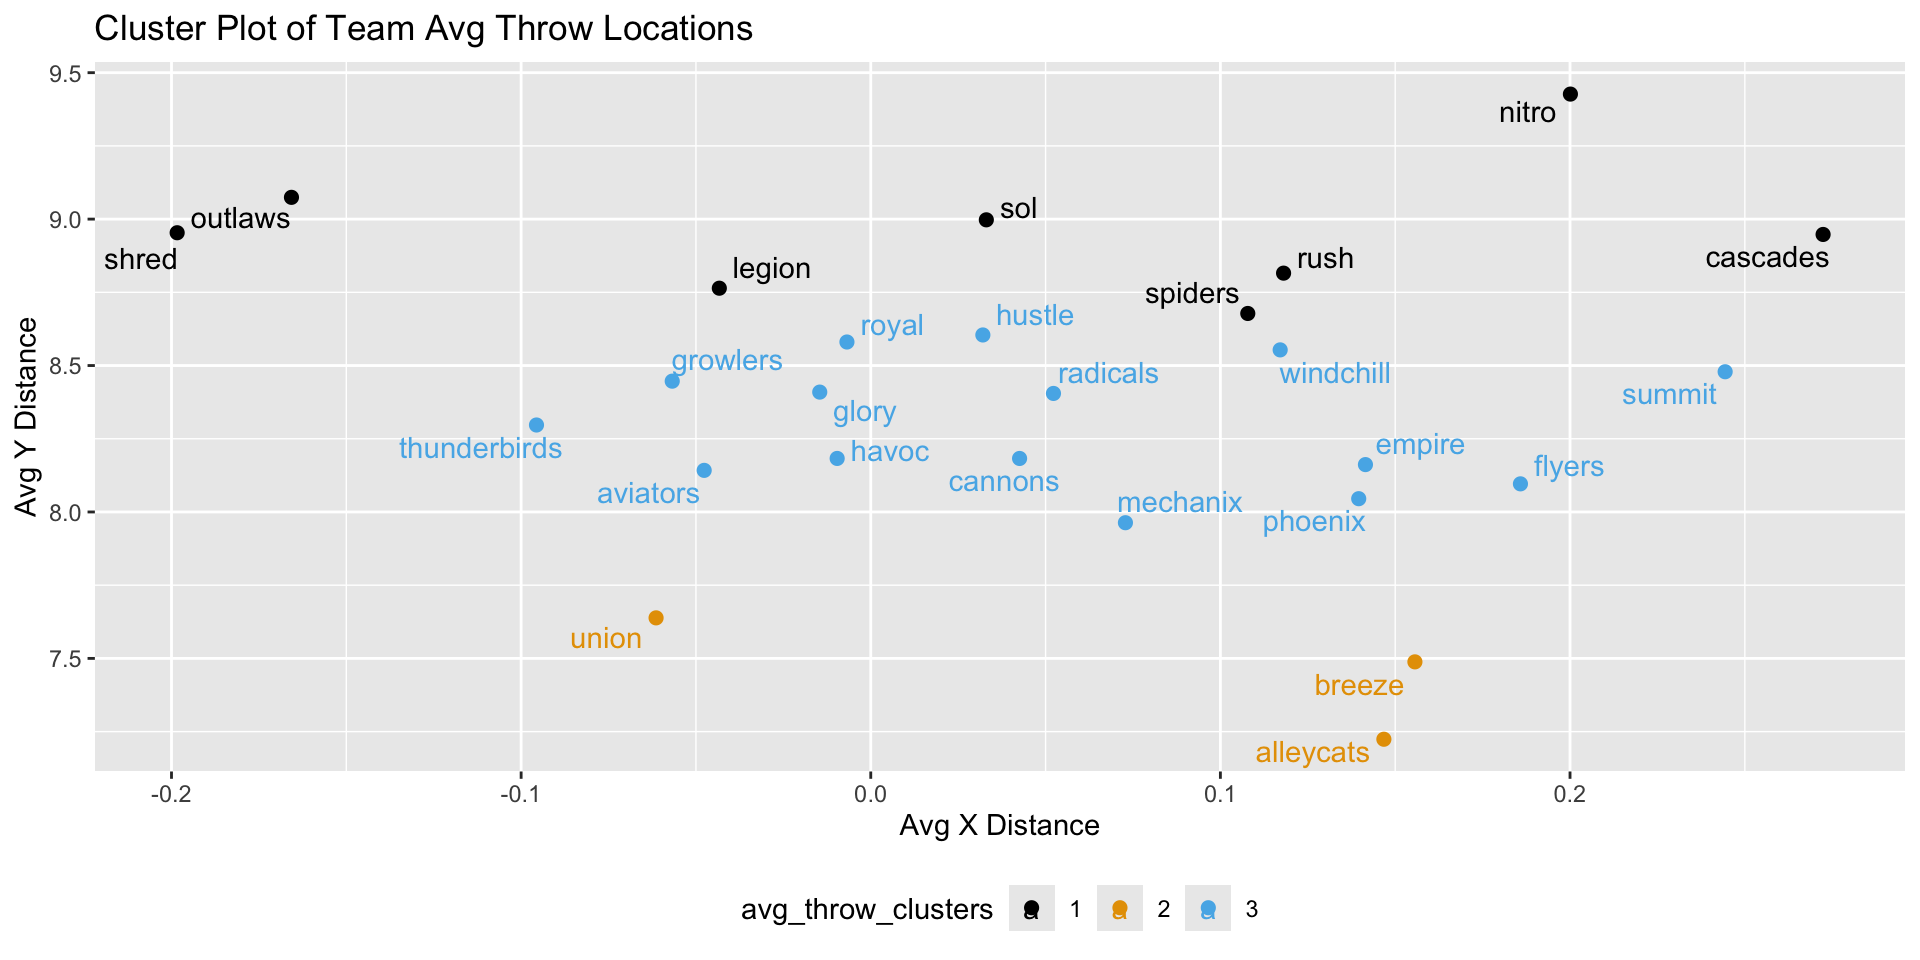 Cluster Plot of Team Avg Throw Locations
9.5
nitro
outlaws
sol
9.0
shred
rush
cascades
legion
spiders
hustle
royal
growlers
8.5
radicals
windchill
summit
glory
thunderbirds
havoc
empire
flyers
aviators
cannons
mechanix
8.0
phoenix
Avg Y Distance
union
7.5
breeze
alleycats
-0.2 -0.1 0.0 0.1 0.2
Avg X Distance
avg_throw_clusters a 1 a 2 a 3